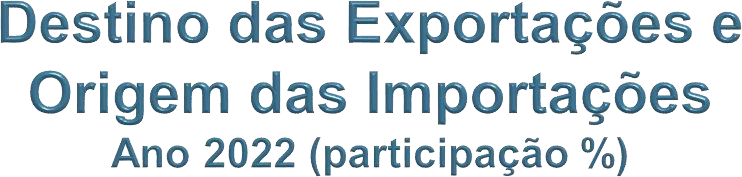 Destino das Exportações e
Origem das Importações
Ano 2022 (participação %)